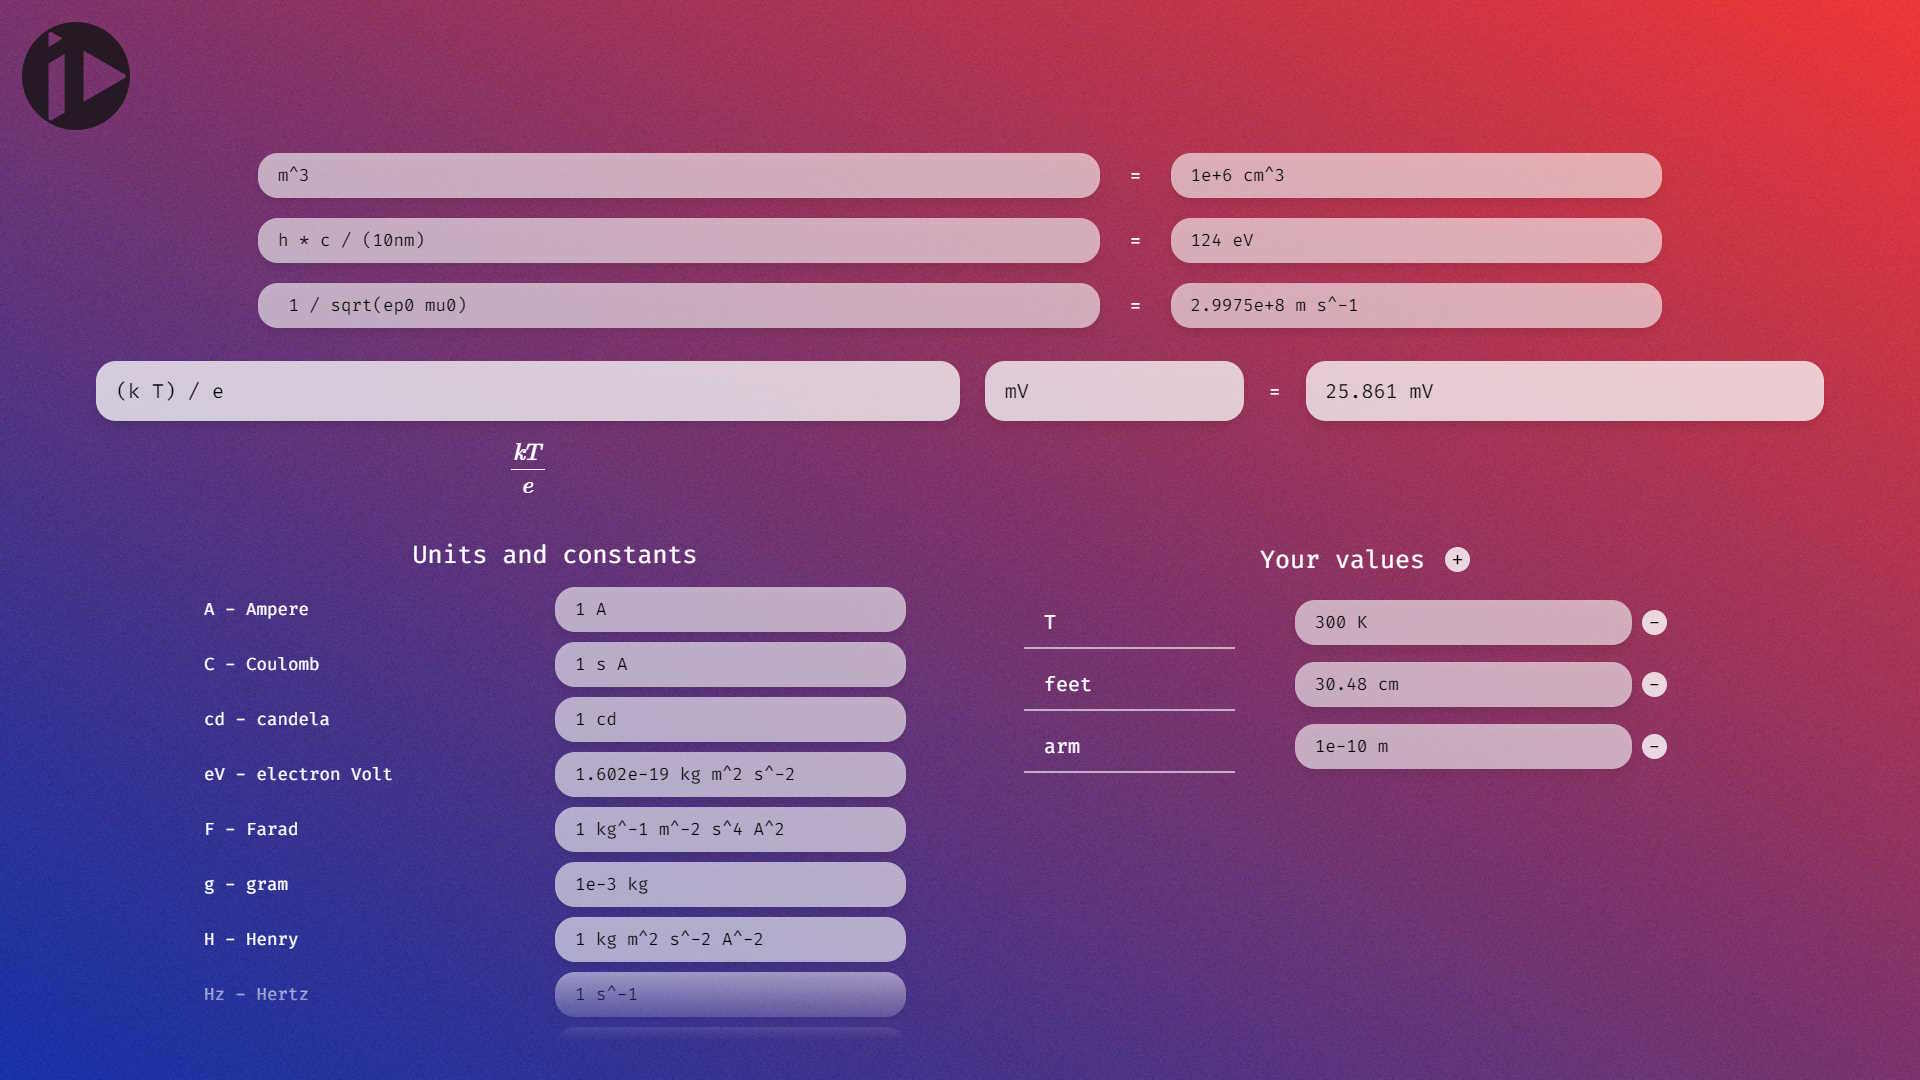 m^3 = 1e+6 cm^3
h * c / (10nm) = 124 eV
1 / sqrt(ep0 mu0) = 2.9975e+8 m s^-1
(k T) / e mV = 25.861 mV
kT
e
Units and constants
A - Ampere 1 A
C - Coulomb 1 s A
cd - candela 1 cd
eV - electron Volt 1.602e-19 kg m^2 s^-2
F - Farad 1 kg^-1 m^-2 s^4 A^2
g - gram 1e-3 kg
H - Henry 1 kg m^2 s^-2 A^-2
Hz - Hertz 1 s^-1
Your values +
T 300 K -
feet 30.48 cm -
arm 1e-10 m -